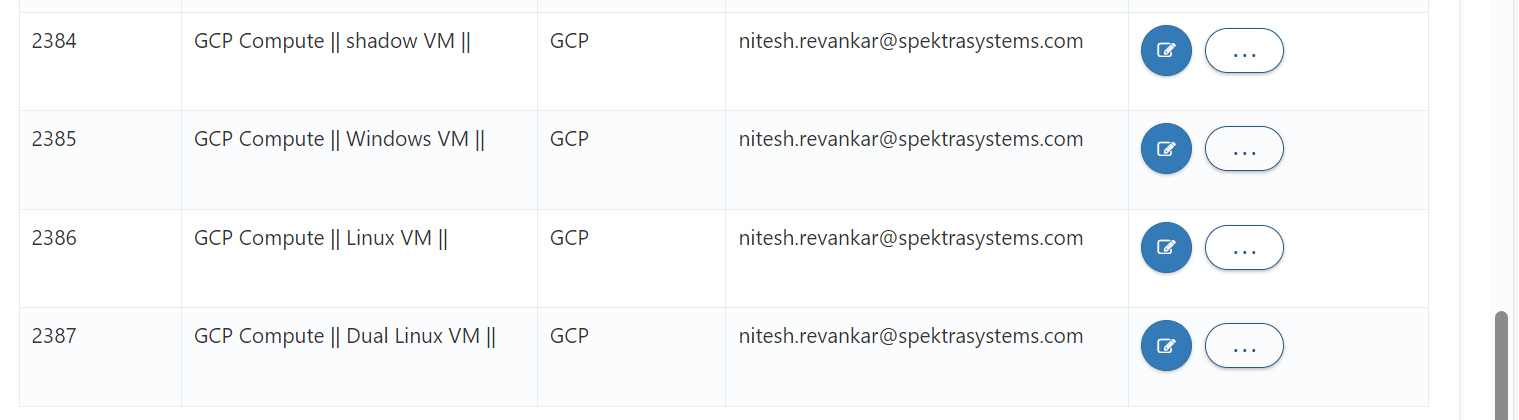 2384 GCP Compute || shadow VM || GCP nitesh.revankar@spektrasystems.com ...
2385 GCP Compute || Windows VM || GCP nitesh.revankar@spektrasystems.com ...
2386 GCP Compute || Linux VM || GCP nitesh.revankar@spektrasystems.com ...
2387 GCP Compute || Dual Linux VM || GCP nitesh.revankar@spektrasystems.com ...